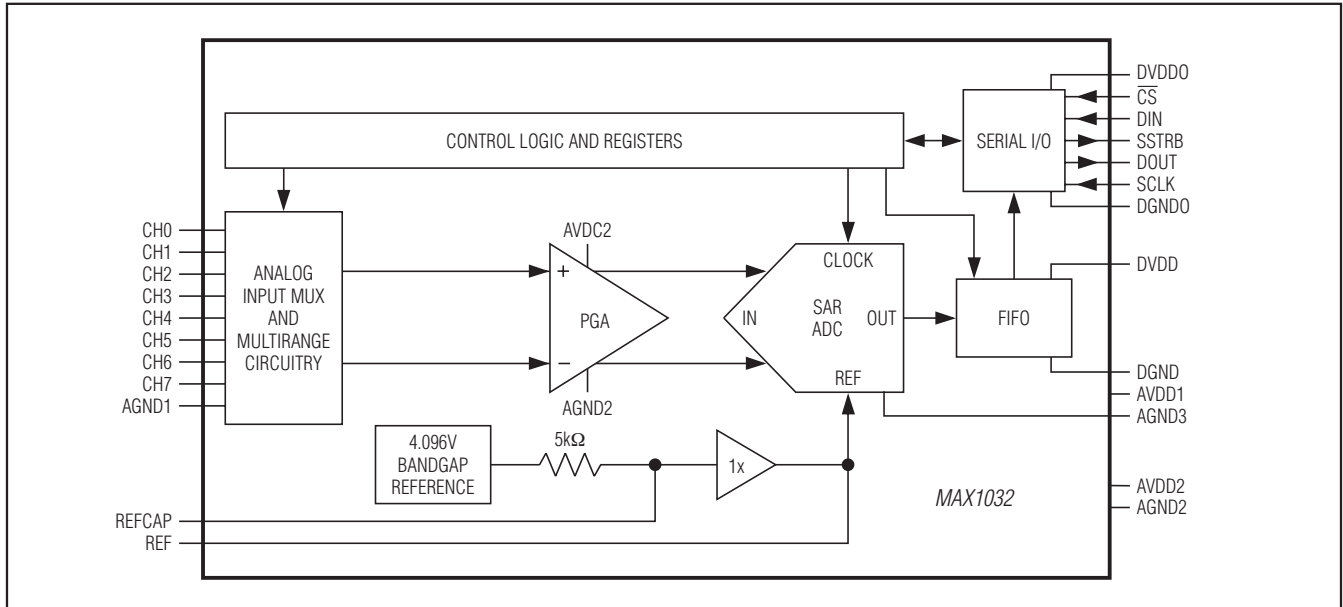 DVDDO
CS
DIN
SSTRB
DOUT
SCLK
DGNDO
SERIAL I/O
CONTROL LOGIC AND REGISTERS
CH0
CH1
CH2
CH3
CH4
CH5
CH6
CH7
AGND1
ANALOG
INPUT MUX
AND
MULTIRANGE
CIRCUITRY
AVDC2
+
PGA
−
AGND2
CLOCK
IN
SAR
ADC
OUT
REF
FIFO
DVDD
DGND
AVDD1
AGND3
4.096V
BANDGAP
REFERENCE
5kΩ
1x
REFCAP
REF
MAX1032
AVDD2
AGND2